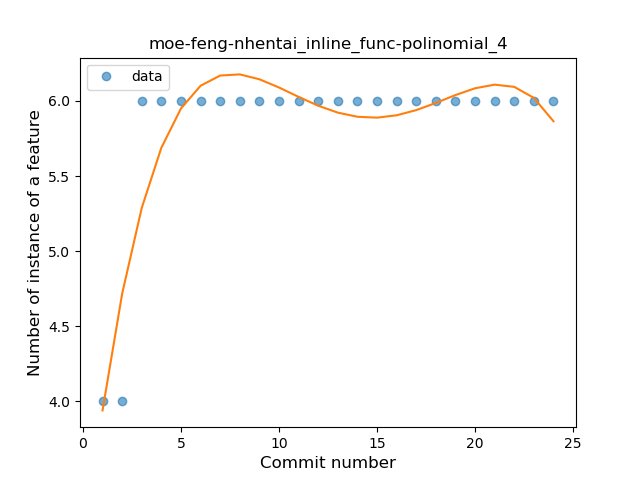 moe-feng-nhentai_inline_func-polinomial_4
data
Number of instance of a feature
6.0
5.5
5.0
4.5
4.0
0
5
10
15
20
25
Commit number